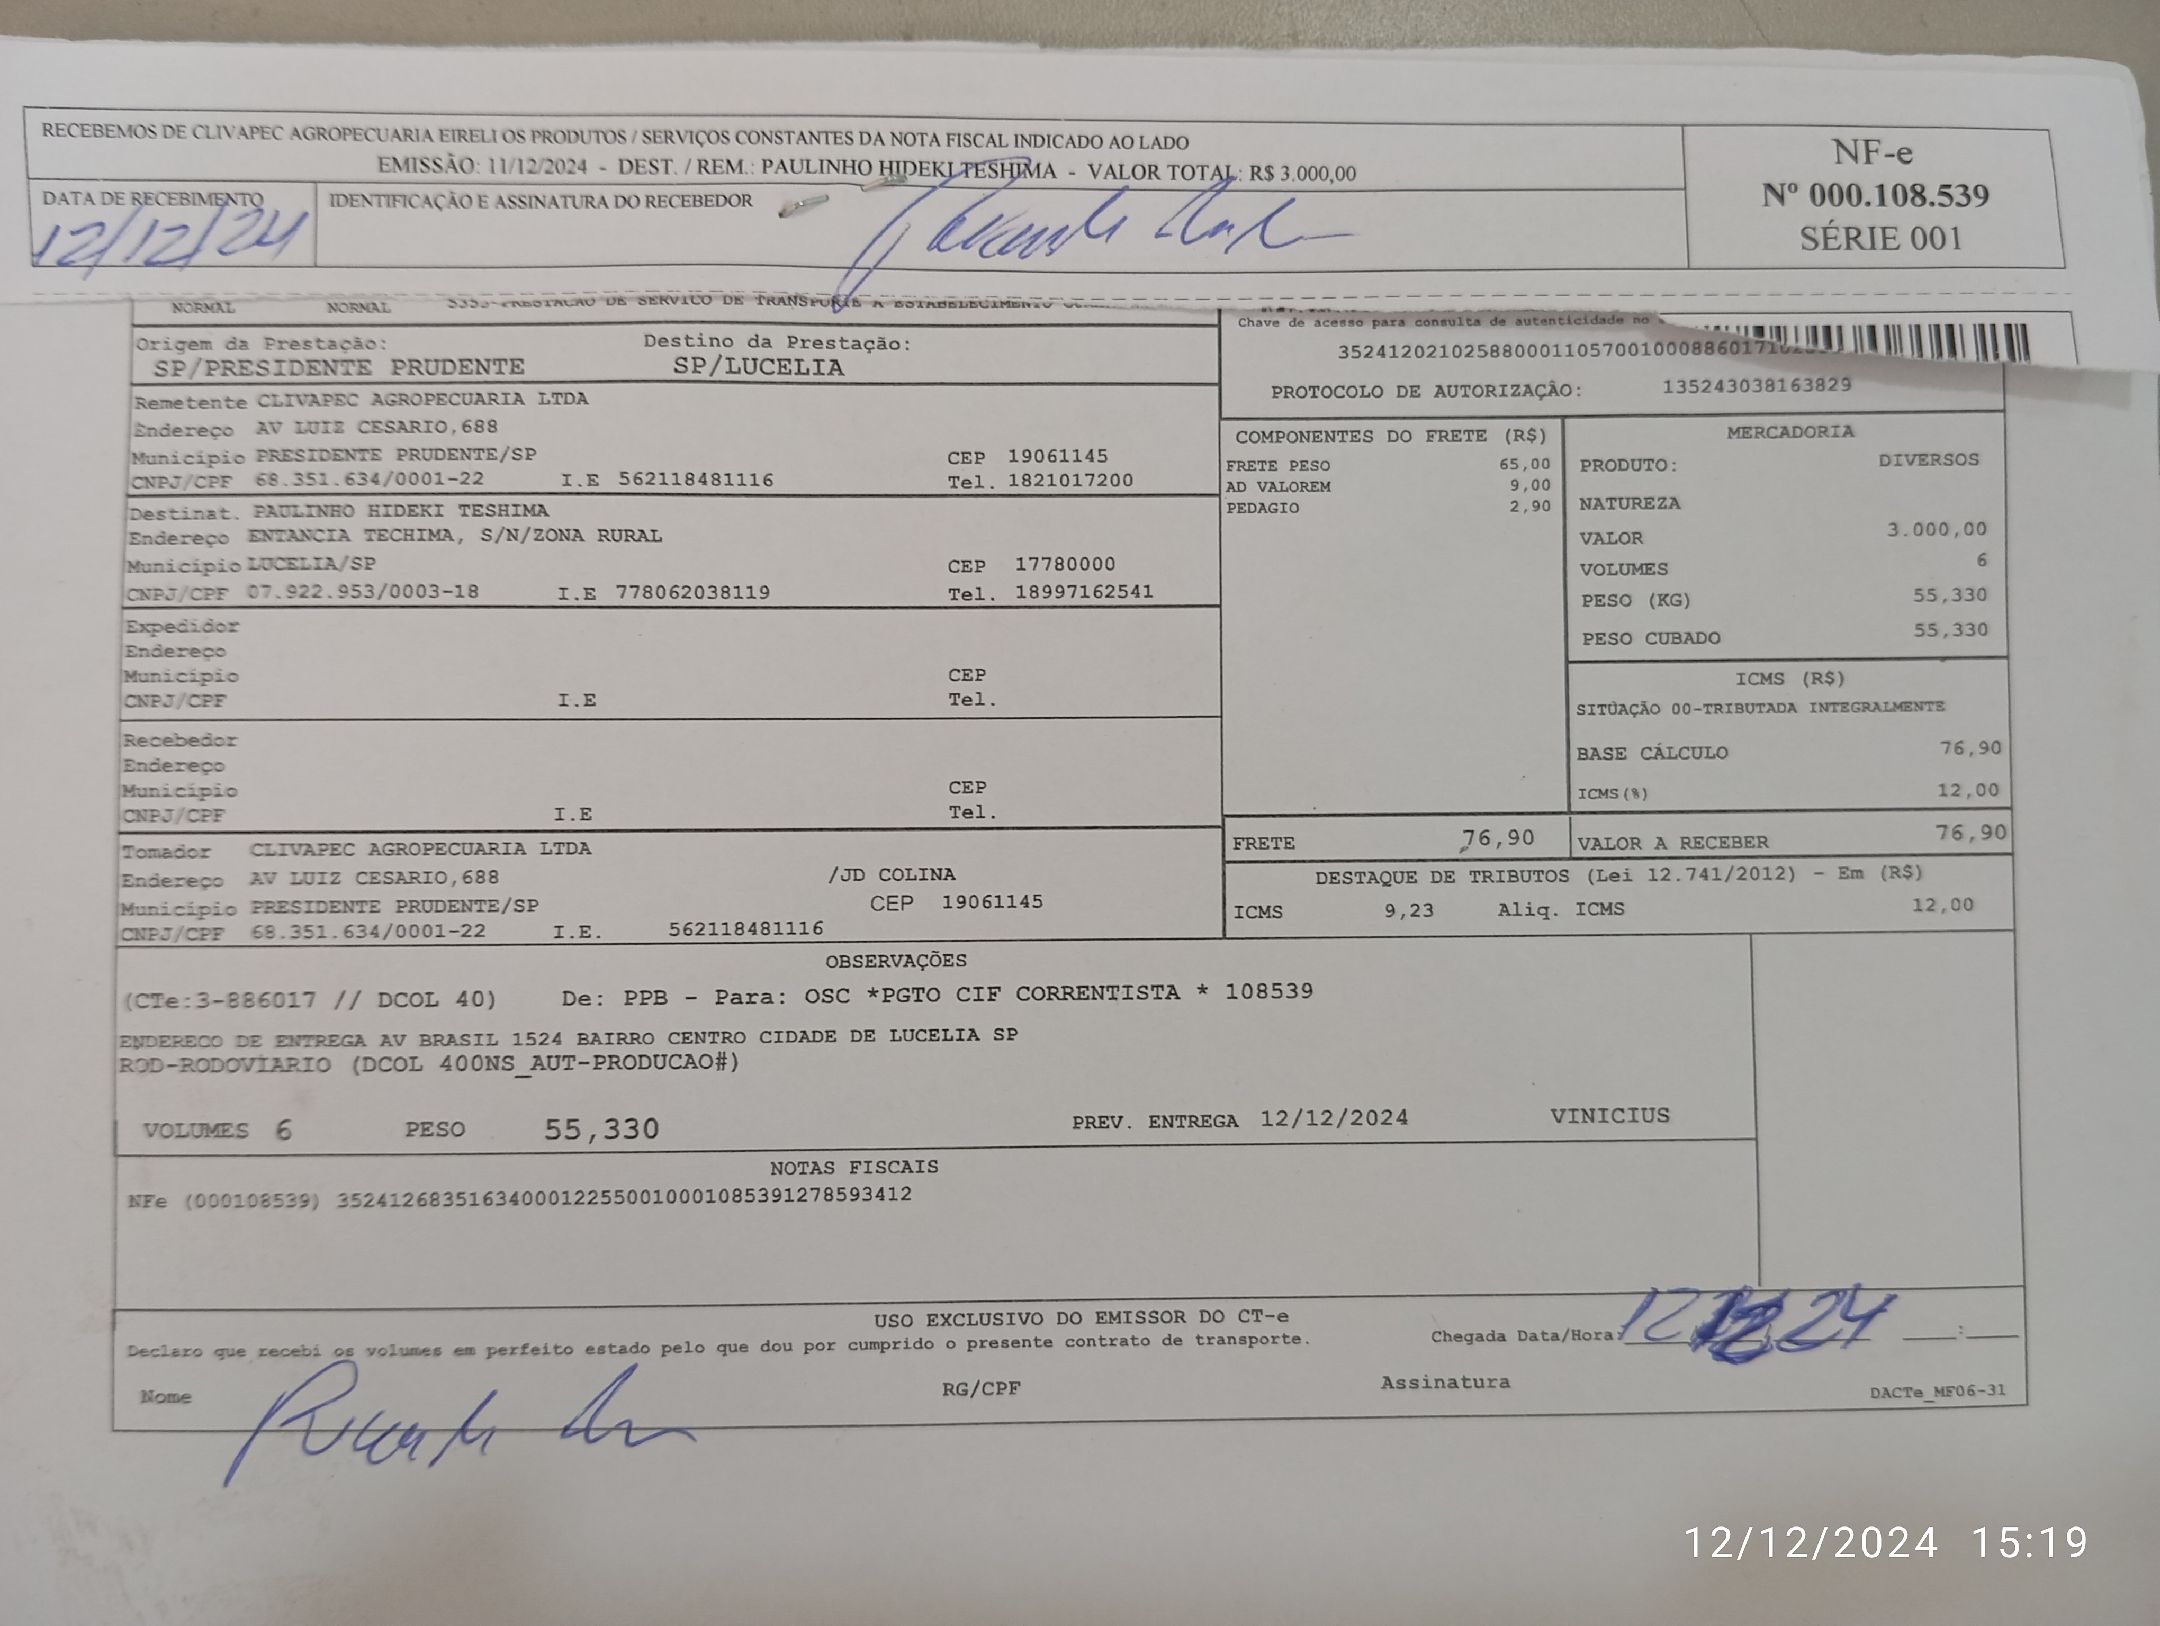 RECEBEMOS DE CLIVAPEC AGROPECUARIA EIRELI OS PRODUTOS / SERVIÇOS CONSTANTES DA NOTA FISCAL INDICADO AO LADO
EMISSÃO: 11/12/2024 - DEST. / REM.: PAULINHO HIDEKI TESHIMA - VALOR TOTAL: R$ 3.000,00
NF-e
Nº 000.108.539
SÉRIE 001
DATA DE RECEBIMENTO
12/12/24
IDENTIFICAÇÃO E ASSINATURA DO RECEBEDOR
NORMAL NORMAL PRESTACAO DE SERVICO DE TRANSPORTE A ESTABELECIMENTO
Chave de acesso para consulta de autenticidade no
Origem da Prestação: Destino da Prestação:
SP/PRESIDENTE PRUDENTE SP/LUCELIA
PROTOCOLO DE AUTORIZAÇÃO: 135243038163829
Remetente CLIVAPEC AGROPECUARIA LTDA
Endereço AV LUIZ CESARIO,688
Município PRESIDENTE PRUDENTE/SP CEP 19061145
CNPJ/CPF 68.351.634/0001-22 I.E 562118481116 Tel. 1821017200
Destinat. PAULINHO HIDEKI TESHIMA
Endereço ENTANCIA TECHIMA, S/N/ZONA RURAL
Município LUCELIA/SP CEP 17780000
CNPJ/CPF 07.922.953/0003-18 I.E 778062038119 Tel. 18997162541
Expedidor
Endereço
Município CEP
CNPJ/CPF I.E Tel.
Recebedor
Endereço
Município CEP
CNPJ/CPF I.E Tel.
Tomador CLIVAPEC AGROPECUARIA LTDA
Endereço AV LUIZ CESARIO,688 /JD COLINA
Município PRESIDENTE PRUDENTE/SP CEP 19061145
CNPJ/CPF 68.351.634/0001-22 I.E. 562118481116
COMPONENTES DO FRETE (R$)
FRETE PESO 65,00
AD VALOREM 9,00
PEDAGIO 2,90
MERCADORIA
PRODUTO: DIVERSOS
NATUREZA
VALOR 3.000,00
VOLUMES 6
PESO (KG) 55,330
PESO CUBADO 55,330
ICMS (R$)
SITUAÇÃO 00-TRIBUTADA INTEGRALMENTE
BASE CÁLCULO 76,90
ICMS(%) 12,00
FRETE 76,90 VALOR A RECEBER 76,90
DESTAQUE DE TRIBUTOS (Lei 12.741/2012) - Em (R$)
ICMS 9,23 Aliq. ICMS 12,00
OBSERVAÇÕES
(CTe:3-886017 // DCOL 40) De: PPB - Para: OSC *PGTO CIF CORRENTISTA * 108539
ENDERECO DE ENTREGA AV BRASIL 1524 BAIRRO CENTRO CIDADE DE LUCELIA SP
ROD-RODOVIARIO (DCOL 400NS_AUT-PRODUCAO#)
VOLUMES 6 PESO 55,330 PREV. ENTREGA 12/12/2024 VINICIUS
NOTAS FISCAIS
NFe (000108539) 35241268351634000122550010001085391278593412
USO EXCLUSIVO DO EMISSOR DO CT-e
Declaro que recebi os volumes em perfeito estado pelo que dou por cumprido o presente contrato de transporte. Chegada Data/Hora: 12 12 24 __:__
Nome RG/CPF Assinatura DACTe_MF06-31
12/12/2024 15:19